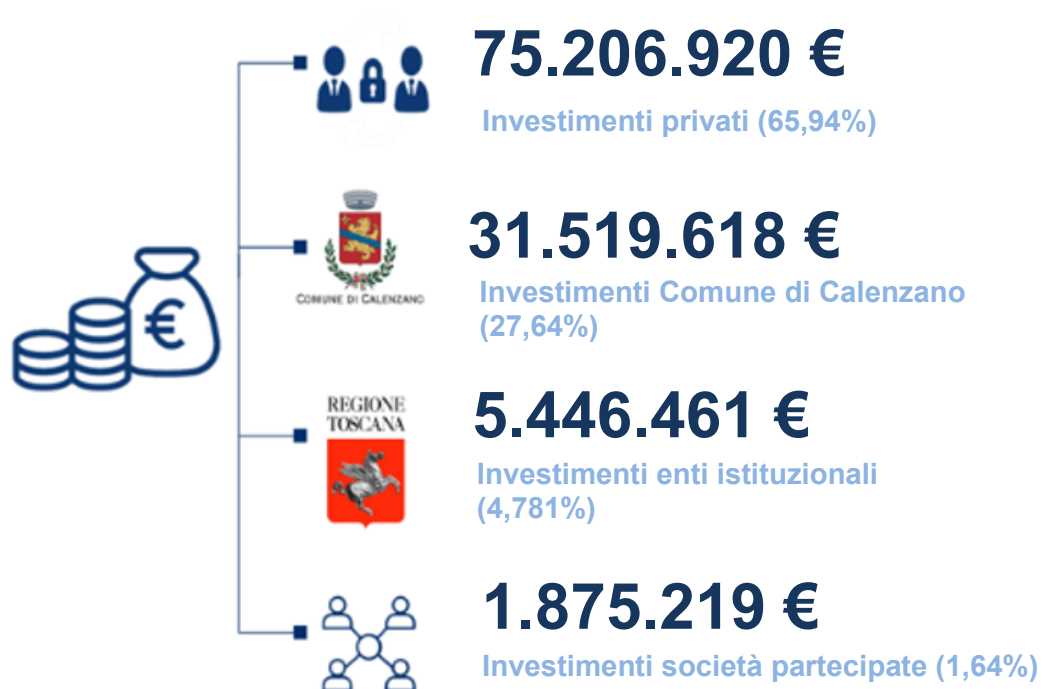 75.206.920 €
Investimenti privati (65,94%)
COMUNE DI CALENZANO
31.519.618 €
Investimenti Comune di Calenzano
(27,64%)
€
REGIONE
TOSCANA
5.446.461 €
Investimenti enti istituzionali
(4,781%)
1.875.219 €
Investimenti società partecipate (1,64%)